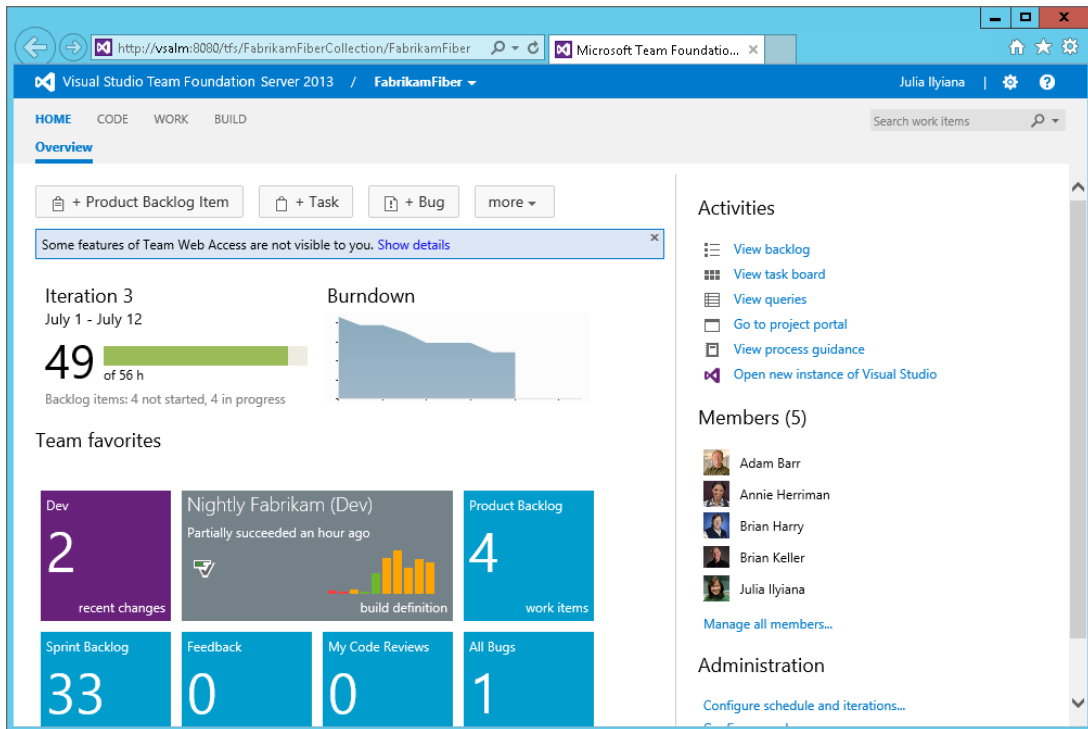 http://vsalm:8080/tfs/FabrikamFiberCollection/FabrikamFiber
Microsoft Team Foundatio...
Visual Studio Team Foundation Server 2013 / FabrikamFiber
Julia Ilyiana |
HOME CODE WORK BUILD
Search work items
Overview
+ Product Backlog Item
+ Task
+ Bug
more
Some features of Team Web Access are not visible to you. Show details
Iteration 3
July 1 - July 12
49
of 56 h
Backlog items: 4 not started, 4 in progress
Burndown
Team favorites
Dev
2
recent changes
Nightly Fabrikam (Dev)
Partially succeeded an hour ago
build definition
Product Backlog
4
work items
Sprint Backlog
33
Feedback
0
My Code Reviews
0
All Bugs
1
Activities
View backlog
View task board
View queries
Go to project portal
View process guidance
Open new instance of Visual Studio
Members (5)
Adam Barr
Annie Herriman
Brian Harry
Brian Keller
Julia Ilyiana
Manage all members...
Administration
Configure schedule and iterations...